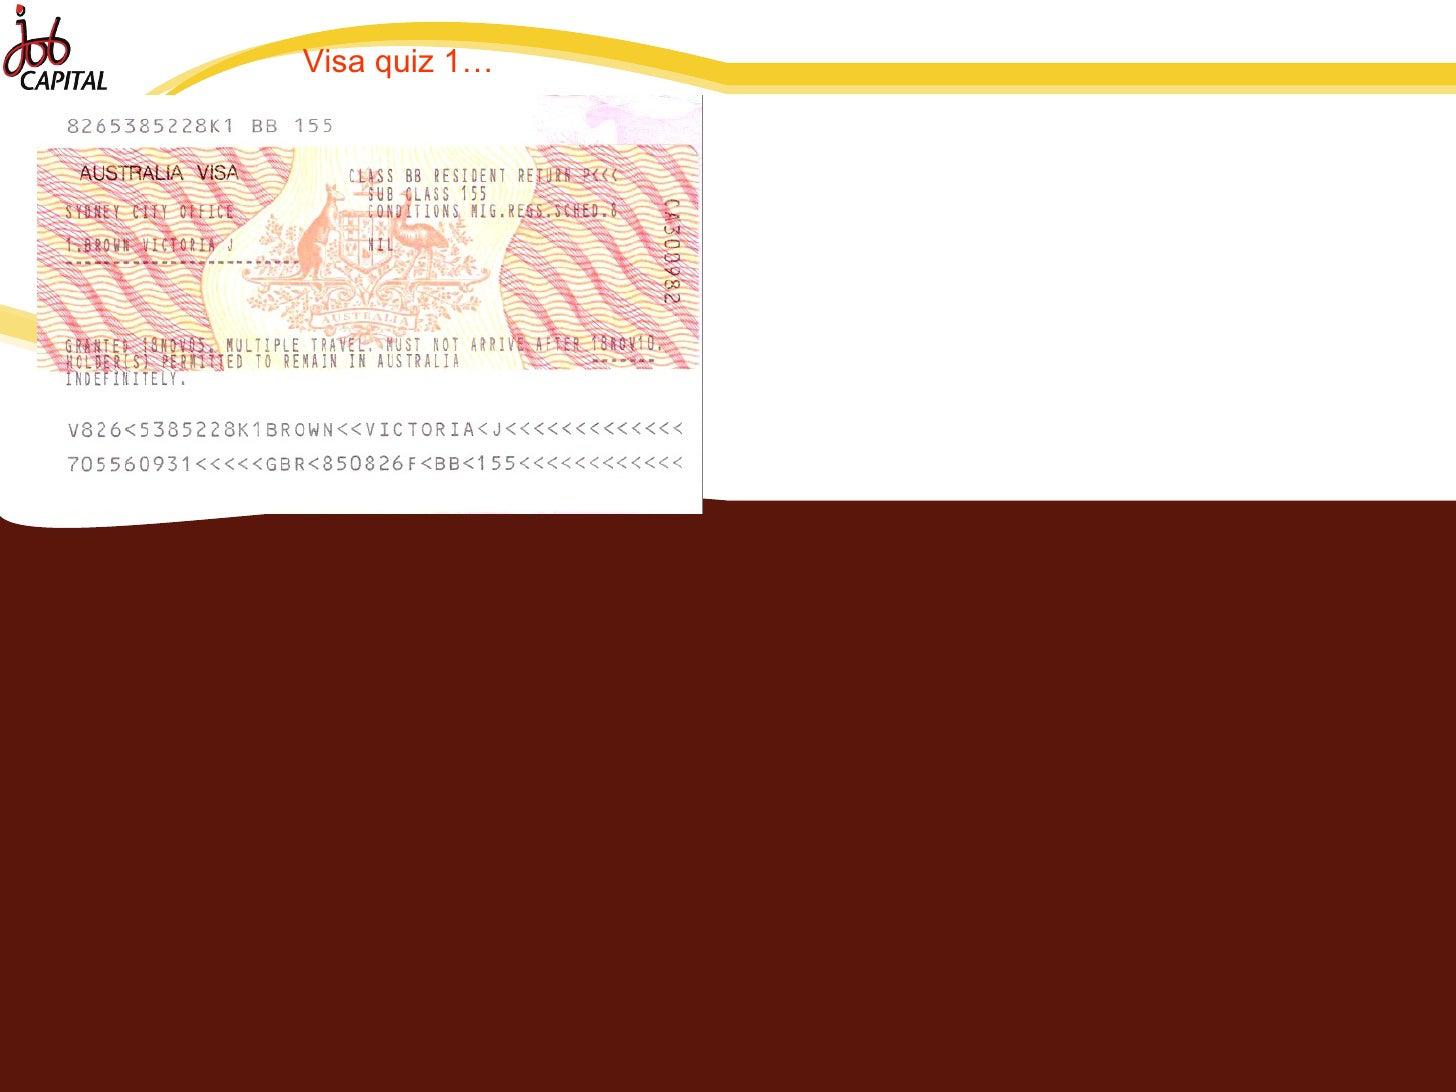 job
CAPITAL
Visa quiz 1…
8265385228K1 BB 155
AUSTRALIA VISA
CLASS BB RESIDENT RETURN P<<<
SUB CLASS 155
SYDNEY CITY OFFICE
CONDITIONS MIG.REGS.SCHED.8
1.BROWN VICTORIA J
NIL
CA300982
AUSTRALIA
GRANTED 18NOV05. MULTIPLE TRAVEL. MUST NOT ARRIVE AFTER 18NOV10.
HOLDER(S) PERMITTED TO REMAIN IN AUSTRALIA
INDEFINITELY.
V826<5385228K1BROWN<<VICTORIA<J<<<<<<<<<<<<<
705560931<<<<<GBR<850826F<BB<155<<<<<<<<<<<<